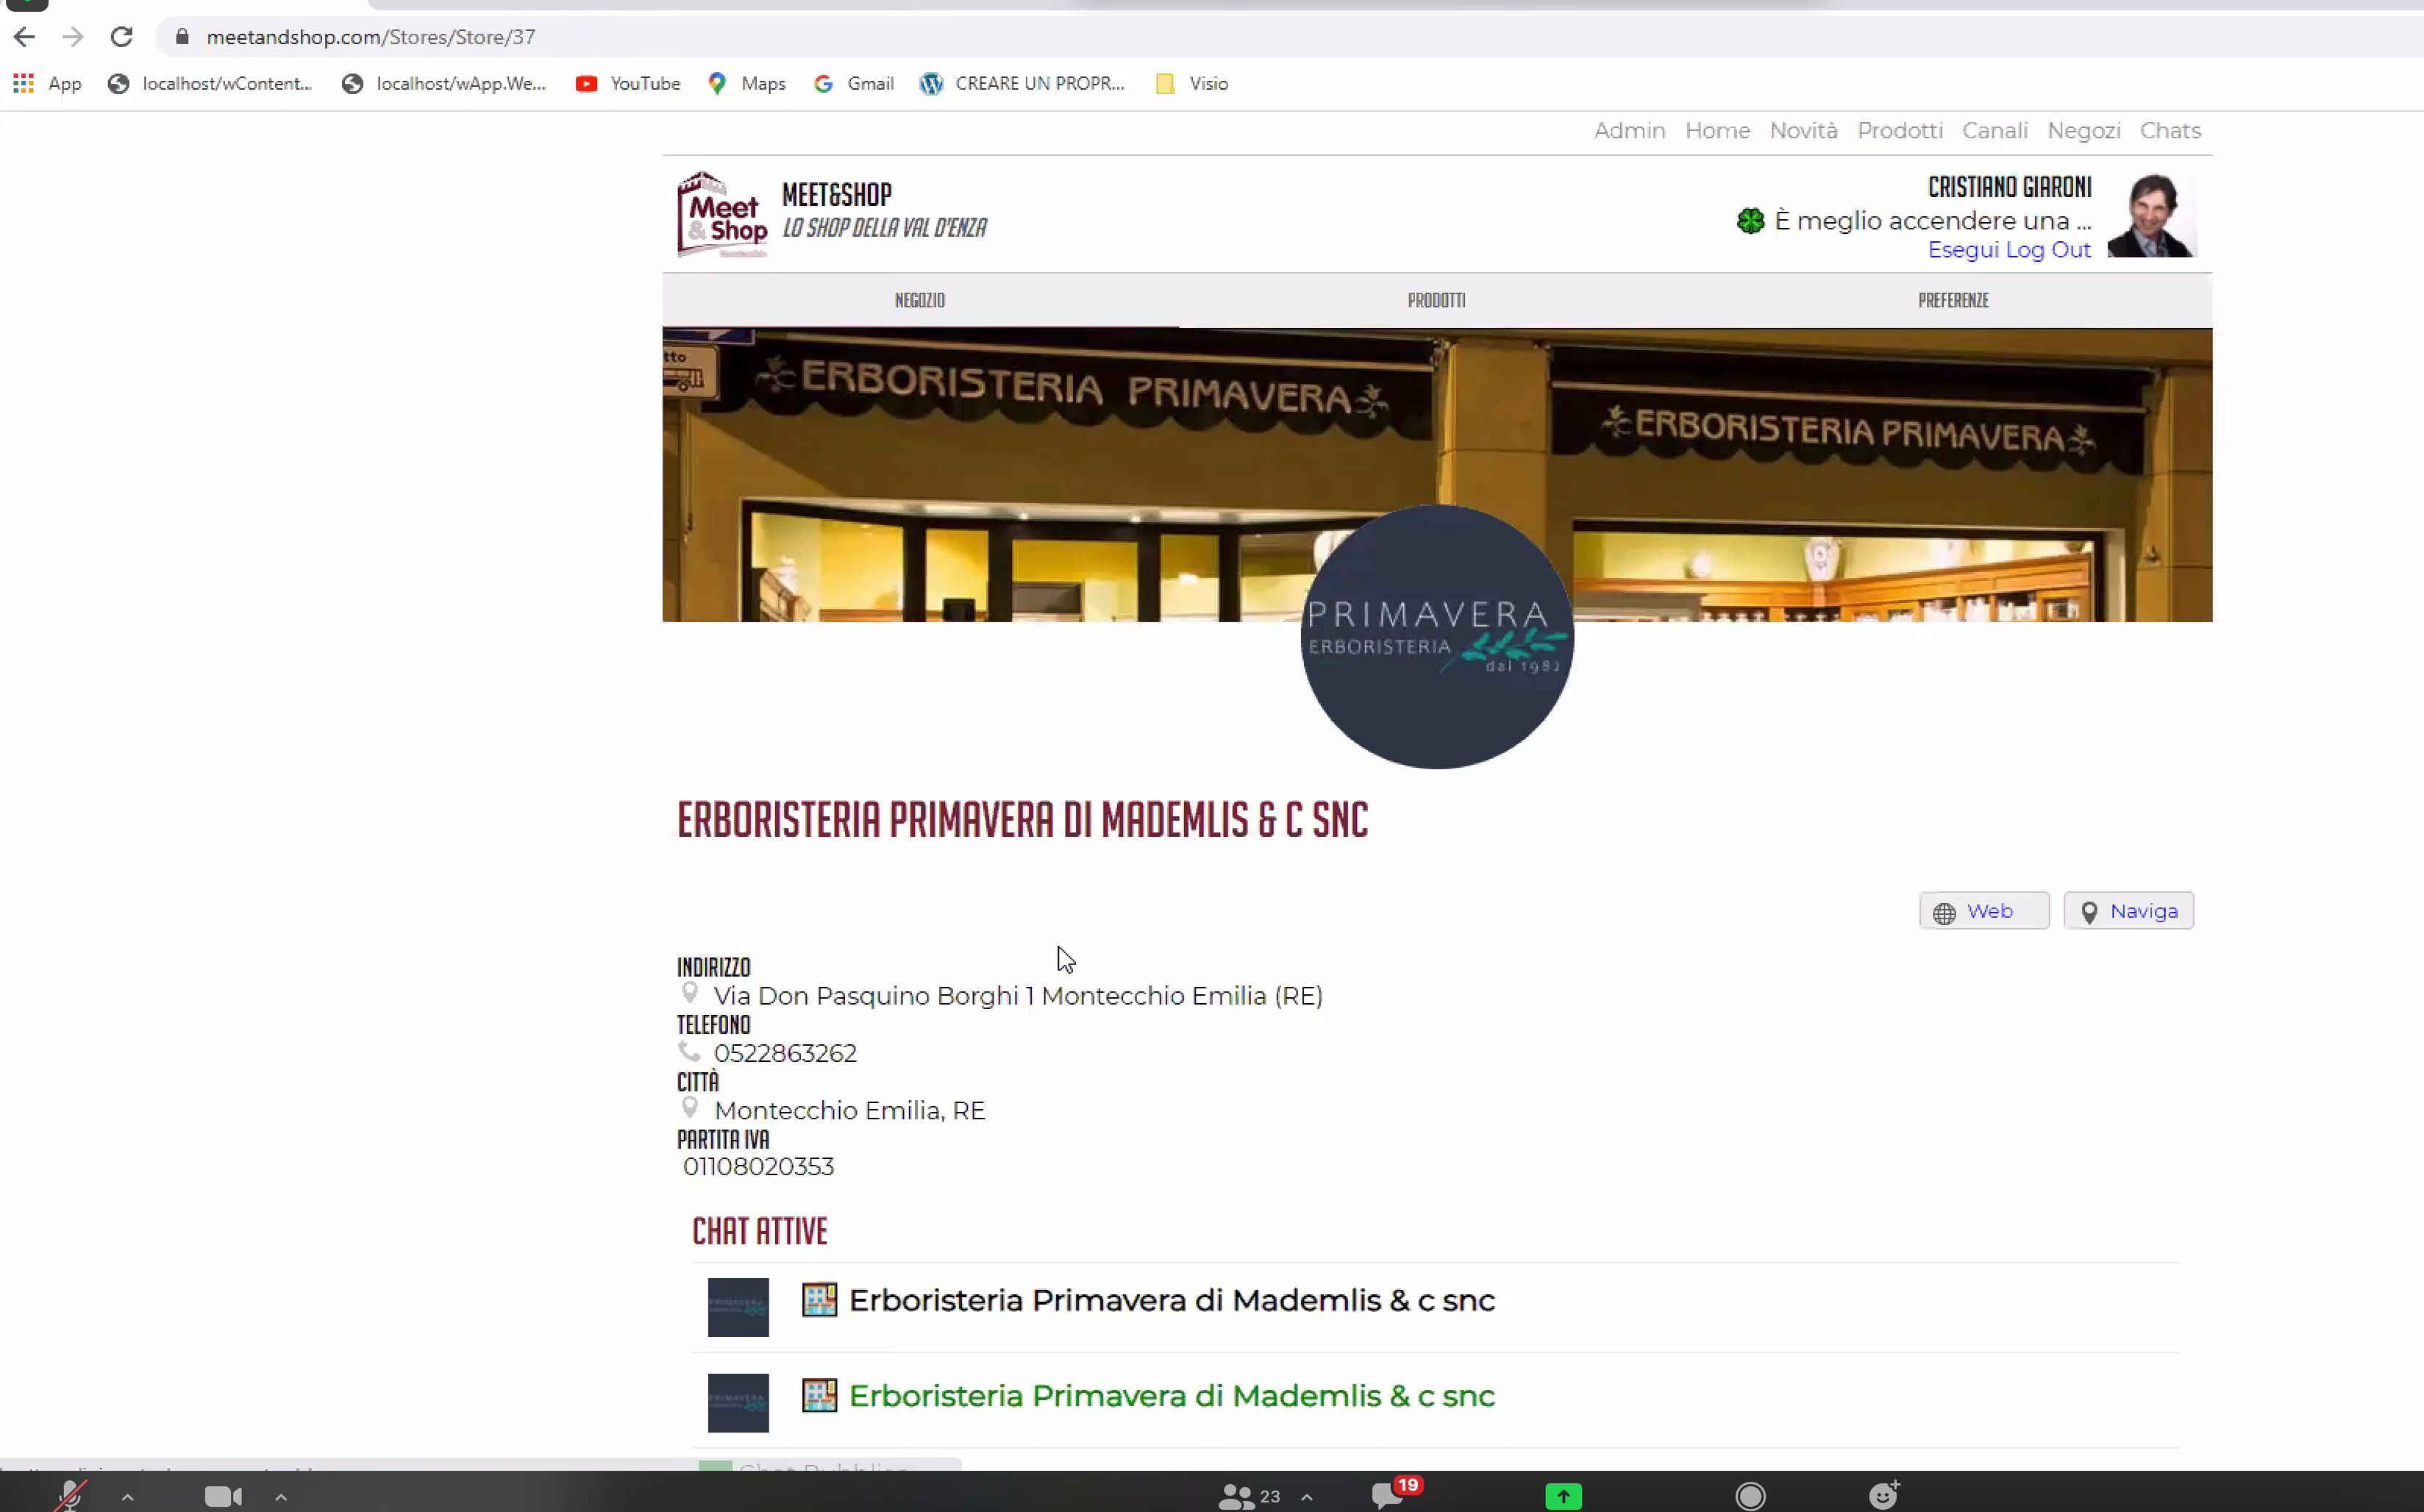 meetandshop.com/Stores/Store/37
App localhost/wContent... localhost/wApp.We... YouTube Maps Gmail CREARE UN PROPR... Visio
Admin Home Novità Prodotti Canali Negozi Chats
Meet & Shop
MEET&SHOP
LO SHOP DELLA VAL D'ENZA
CRISTIANO GIARONI
È meglio accendere una ...
Esegui Log Out
NEGOZIO PRODOTTI PREFERENZE
ERBORISTERIA PRIMAVERA
ERBORISTERIA PRIMAVERA
PRIMAVERA
ERBORISTERIA
dal 1982
ERBORISTERIA PRIMAVERA DI MADEMLIS & C SNC
Web Naviga
INDIRIZZO
Via Don Pasquino Borghi 1 Montecchio Emilia (RE)
TELEFONO
0522863262
CITTÀ
Montecchio Emilia, RE
PARTITA IVA
01108020353
CHAT ATTIVE
Erboristeria Primavera di Mademlis & c snc
Erboristeria Primavera di Mademlis & c snc
23 19